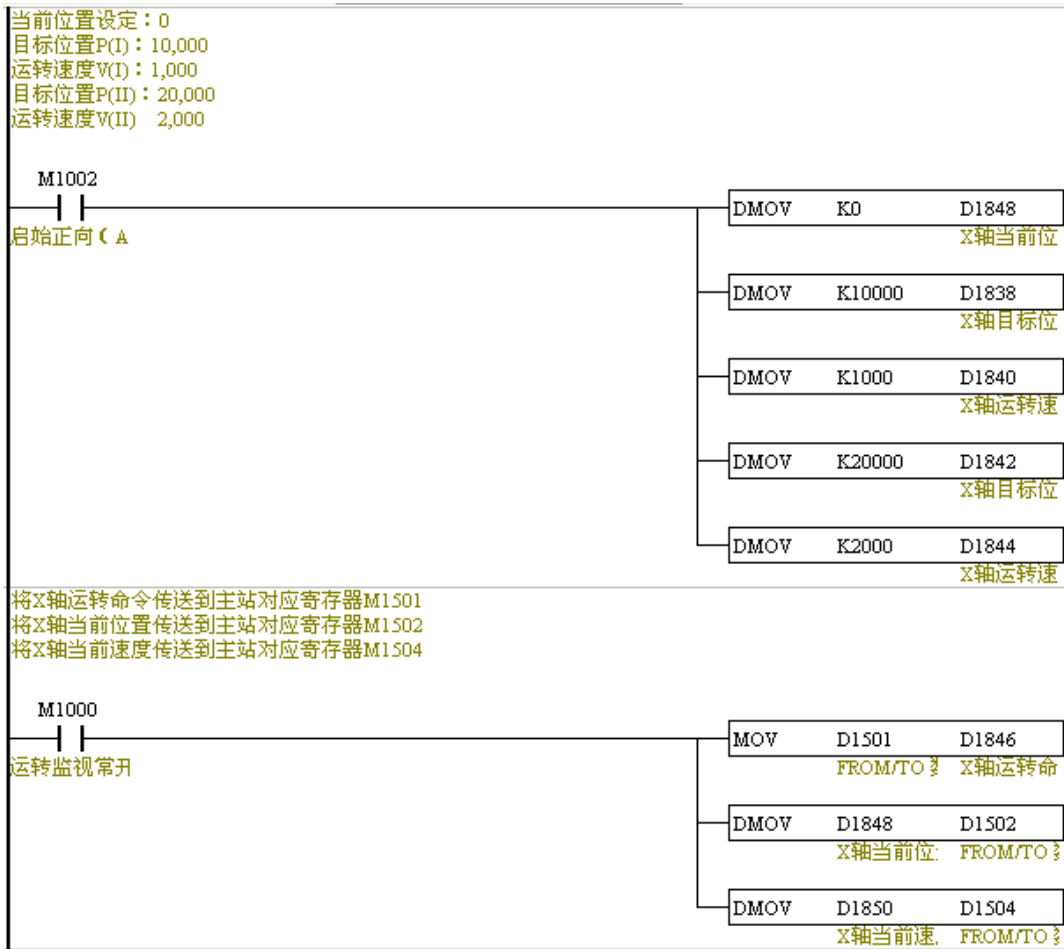 当前位置设定：0
目标位置P(I)：10,000
运转速度V(I)：1,000
目标位置P(II)：20,000
运转速度V(II) 2,000
M1002
启始正向（A
DMOV K0 D1848
X轴当前位
DMOV K10000 D1838
X轴目标位
DMOV K1000 D1840
X轴运转速
DMOV K20000 D1842
X轴目标位
DMOV K2000 D1844
X轴运转速
将X轴运转命令传送到主站对应寄存器M1501
将X轴当前位置传送到主站对应寄存器M1502
将X轴当前速度传送到主站对应寄存器M1504
M1000
运转监视常开
MOV D1501 D1846
FROM/TO X轴运转命
DMOV D1848 D1502
X轴当前位 FROM/TO
DMOV D1850 D1504
X轴当前速 FROM/TO